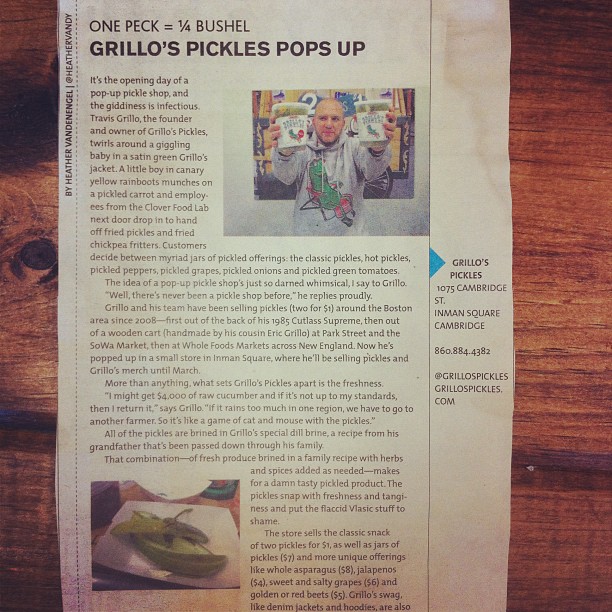 BY HEATHER VANDENENGEL | @HEATHERVANDY
ONE PECK = ¼ BUSHEL
GRILLO'S PICKLES POPS UP
It's the opening day of a
pop-up pickle shop, and
the giddiness is infectious.
Travis Grillo, the founder
and owner of Grillo's Pickles,
twirls around a giggling
baby in a satin green Grillo's
jacket. A little boy in canary
yellow rainboots munches on
a pickled carrot and employ-
ees from the Clover Food Lab
next door drop in to hand
off fried pickles and fried
chickpea fritters. Customers
decide between myriad jars of pickled offerings: the classic pickles, hot pickles,
pickled peppers, pickled grapes, pickled onions and pickled green tomatoes.
The idea of a pop-up pickle shop's just so darned whimsical, I say to Grillo.
"Well, there's never been a pickle shop before," he replies proudly.
Grillo and his team have been selling pickles (two for $1) around the Boston
area since 2008—first out of the back of his 1985 Cutlass Supreme, then out
of a wooden cart (handmade by his cousin Eric Grillo) at Park Street and the
SoWa Market, then at Whole Foods Markets across New England. Now he's
popped up in a small store in Inman Square, where he'll be selling pickles and
Grillo's merch until March.
More than anything, what sets Grillo's Pickles apart is the freshness.
"I might get $4,000 of raw cucumber and if it's not up to my standards,
then I return it," says Grillo. "If it rains too much in one region, we have to go to
another farmer. So it's like a game of cat and mouse with the pickles."
All of the pickles are brined in Grillo's special dill brine, a recipe from his
grandfather that's been passed down through his family.
That combination—of fresh produce brined in a family recipe with herbs
and spices added as needed—makes
for a damn tasty pickled product. The
pickles snap with freshness and tangi-
ness and put the flaccid Vlasic stuff to
shame.
The store sells the classic snack
of two pickles for $1, as well as jars of
pickles ($7) and more unique offerings
like whole asparagus ($8), jalapenos
($4), sweet and salty grapes ($6) and
golden or red beets ($5). Grillo's swag,
like denim jackets and hoodies, are also
GRILLO'S
PICKLES
1075 CAMBRIDGE
ST.
INMAN SQUARE
CAMBRIDGE
860.884.4382
@GRILLOSPICKLES
GRILLOSPICKLES.
COM